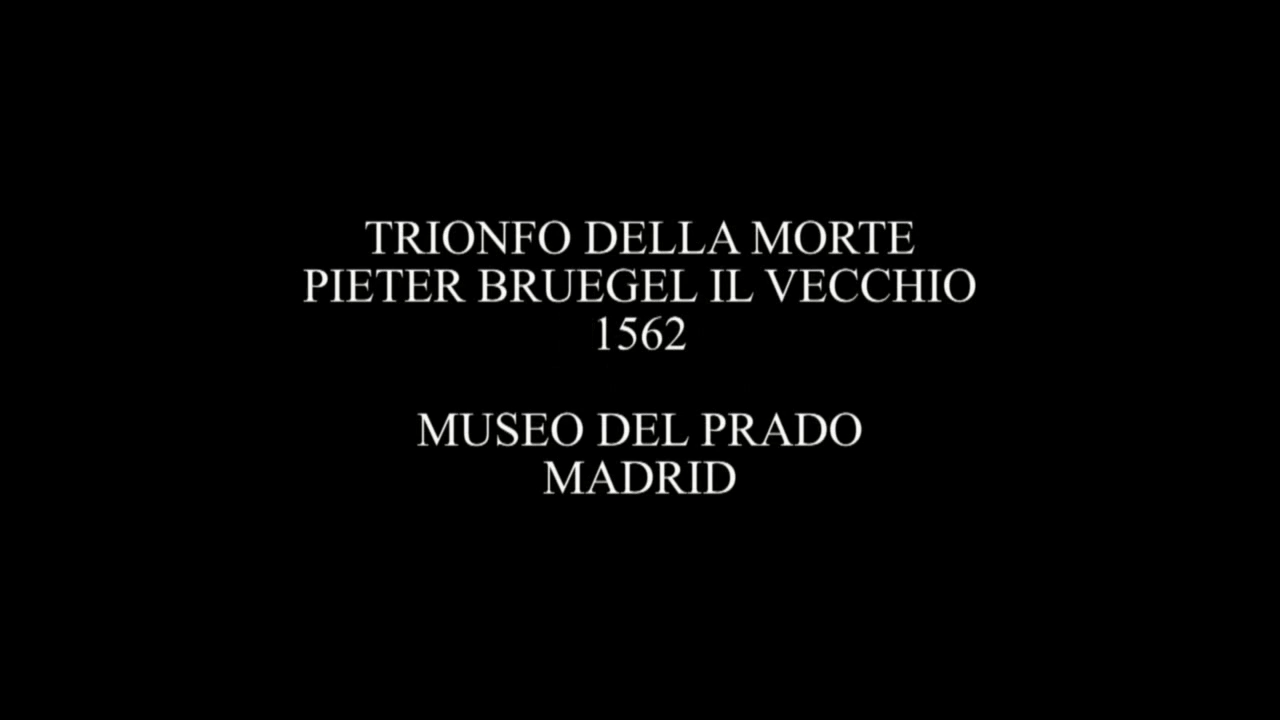 TRIONFO DELLA MORTE
PIETER BRUEGEL IL VECCHIO
1562
MUSEO DEL PRADO
MADRID